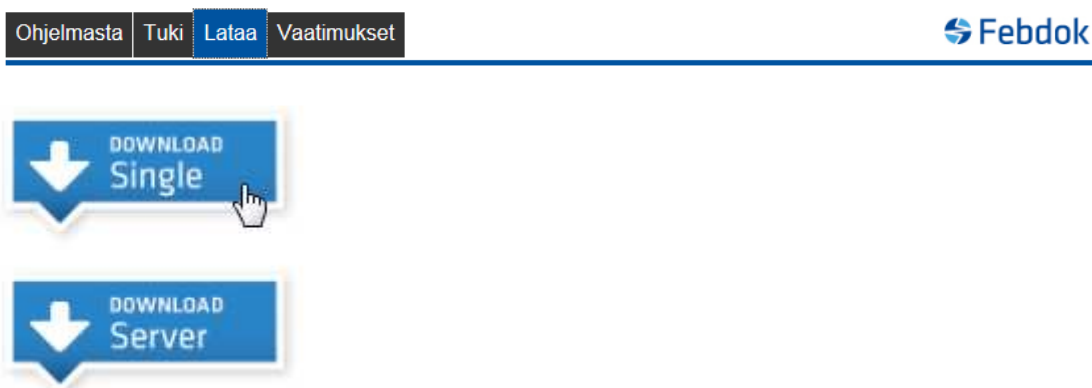 Ohjelmasta Tuki Lataa Vaatimukset
Febdok
DOWNLOAD
Single
DOWNLOAD
Server